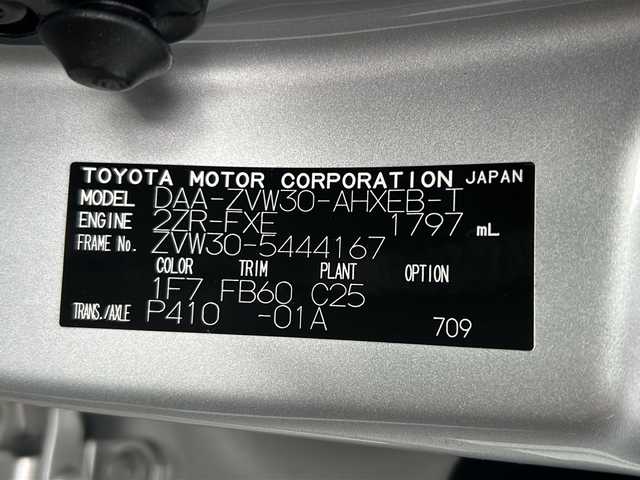 TOYOTA MOTOR CORPORATION JAPAN
MODEL DAA-ZVW30-AHXEB-T
ENGINE 2ZR-FXE 1797 mL
FRAME No. ZVW30-5444167
COLOR TRIM PLANT OPTION
1F7 FB60 C25
TRANS./AXLE P410 -01A 709